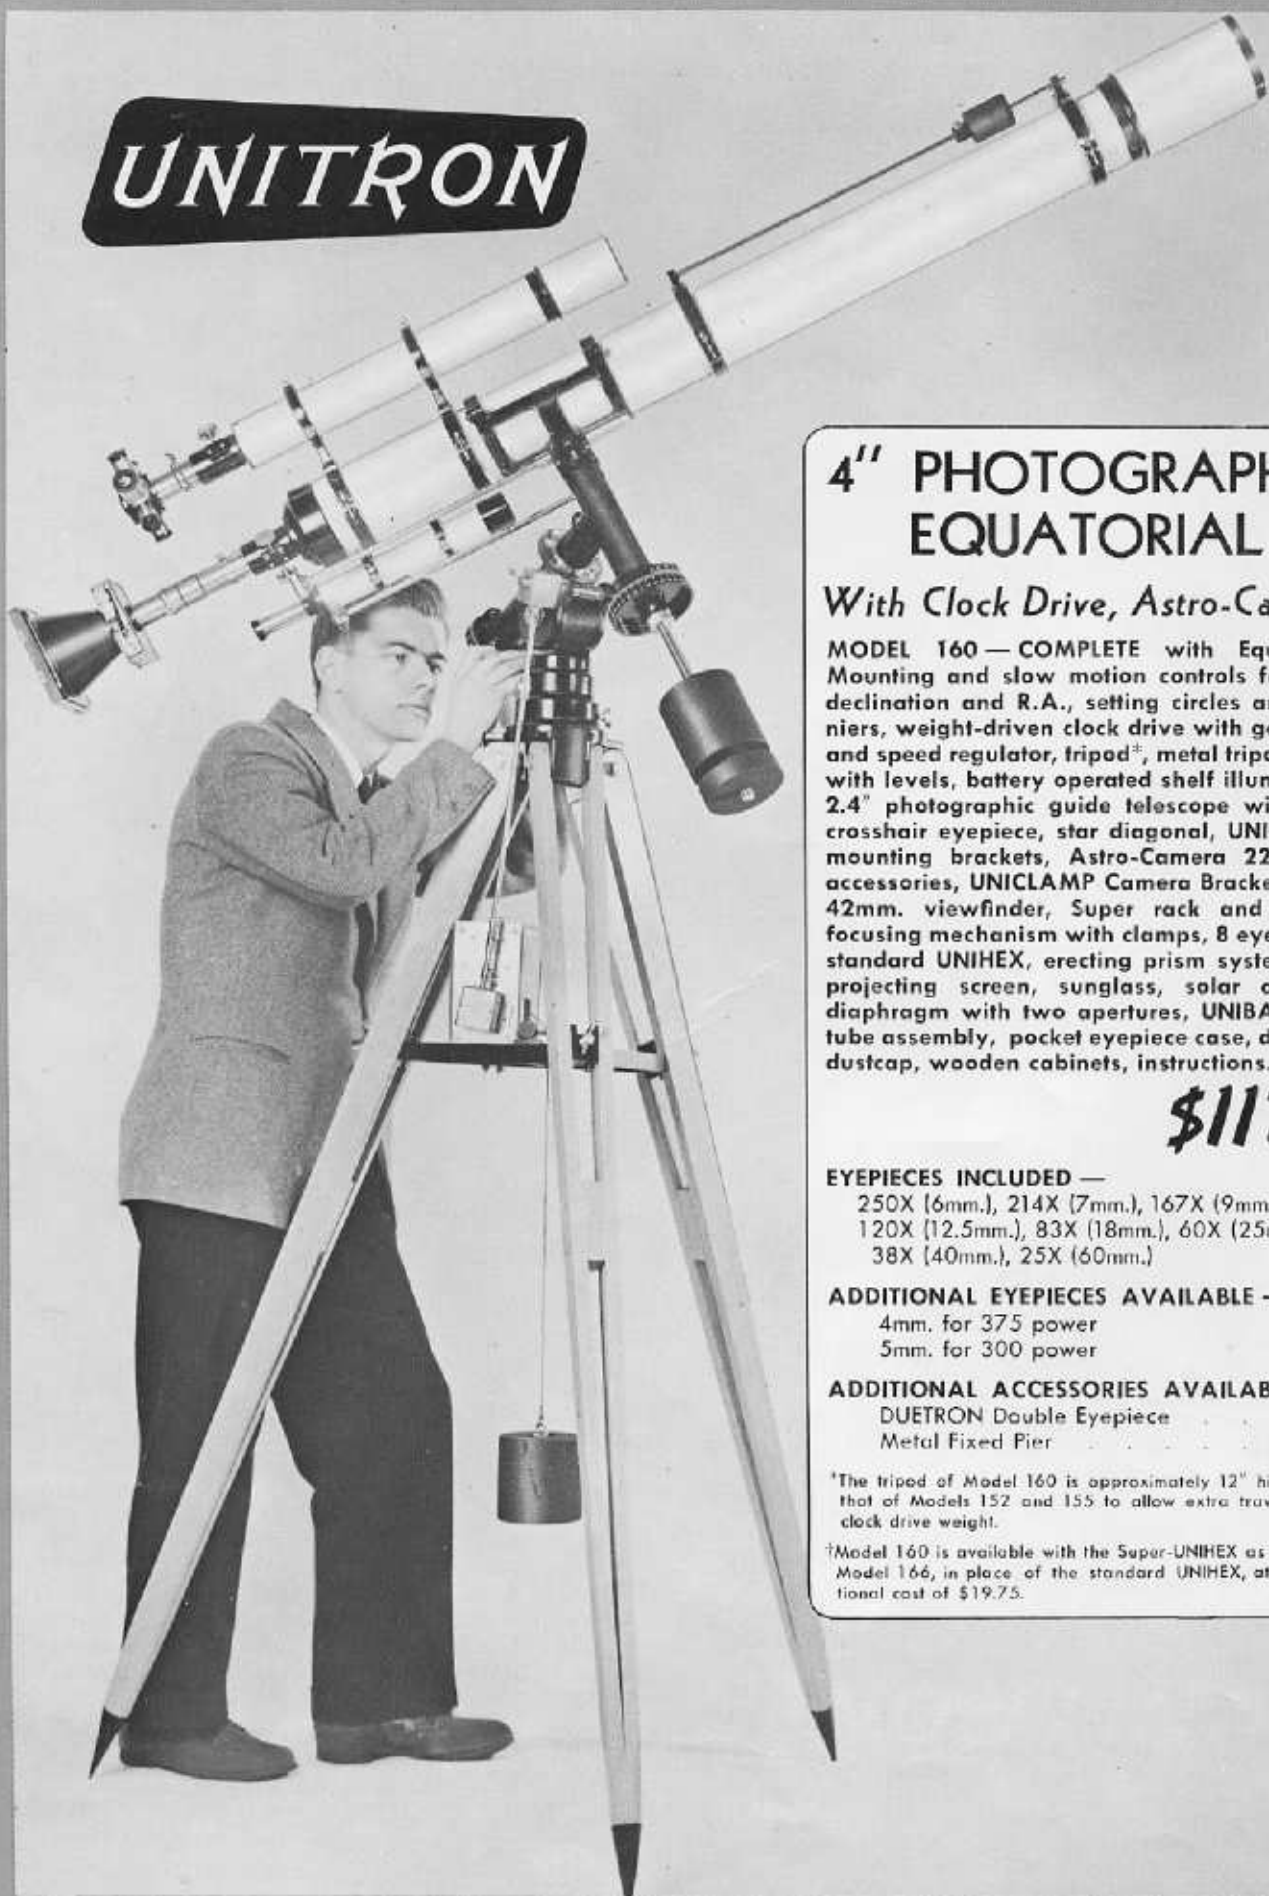 UNITRON
4" PHOTOGRAPH
EQUATORIAL
With Clock Drive, Astro-Ca
MODEL 160 — COMPLETE with Equ
Mounting and slow motion controls f
declination and R.A., setting circles a
niers, weight-driven clock drive with g
and speed regulator, tripod*, metal tripo
with levels, battery operated shelf illum
2.4" photographic guide telescope wi
crosshair eyepiece, star diagonal, UNI
mounting brackets, Astro-Camera 22
accessories, UNICLAMP Camera Bracke
42mm. viewfinder, Super rack and
focusing mechanism with clamps, 8 eye
standard UNIHEX, erecting prism syste
projecting screen, sunglass, solar a
diaphragm with two apertures, UNIBA
tube assembly, pocket eyepiece case, d
dustcap, wooden cabinets, instructions.
$11
EYEPIECES INCLUDED —
250X (6mm.), 214X (7mm.), 167X (9mm
120X (12.5mm.), 83X (18mm.), 60X (25
38X (40mm.), 25X (60mm.)
ADDITIONAL EYEPIECES AVAILABLE -
4mm. for 375 power
5mm. for 300 power
ADDITIONAL ACCESSORIES AVAILAB
DUETRON Double Eyepiece . .
Metal Fixed Pier . . . . .
*The tripod of Model 160 is approximately 12" hi
that of Models 152 and 155 to allow extra trav
clock drive weight.
†Model 160 is available with the Super-UNIHEX as
Model 166, in place of the standard UNIHEX, at
tional cost of $19.75.